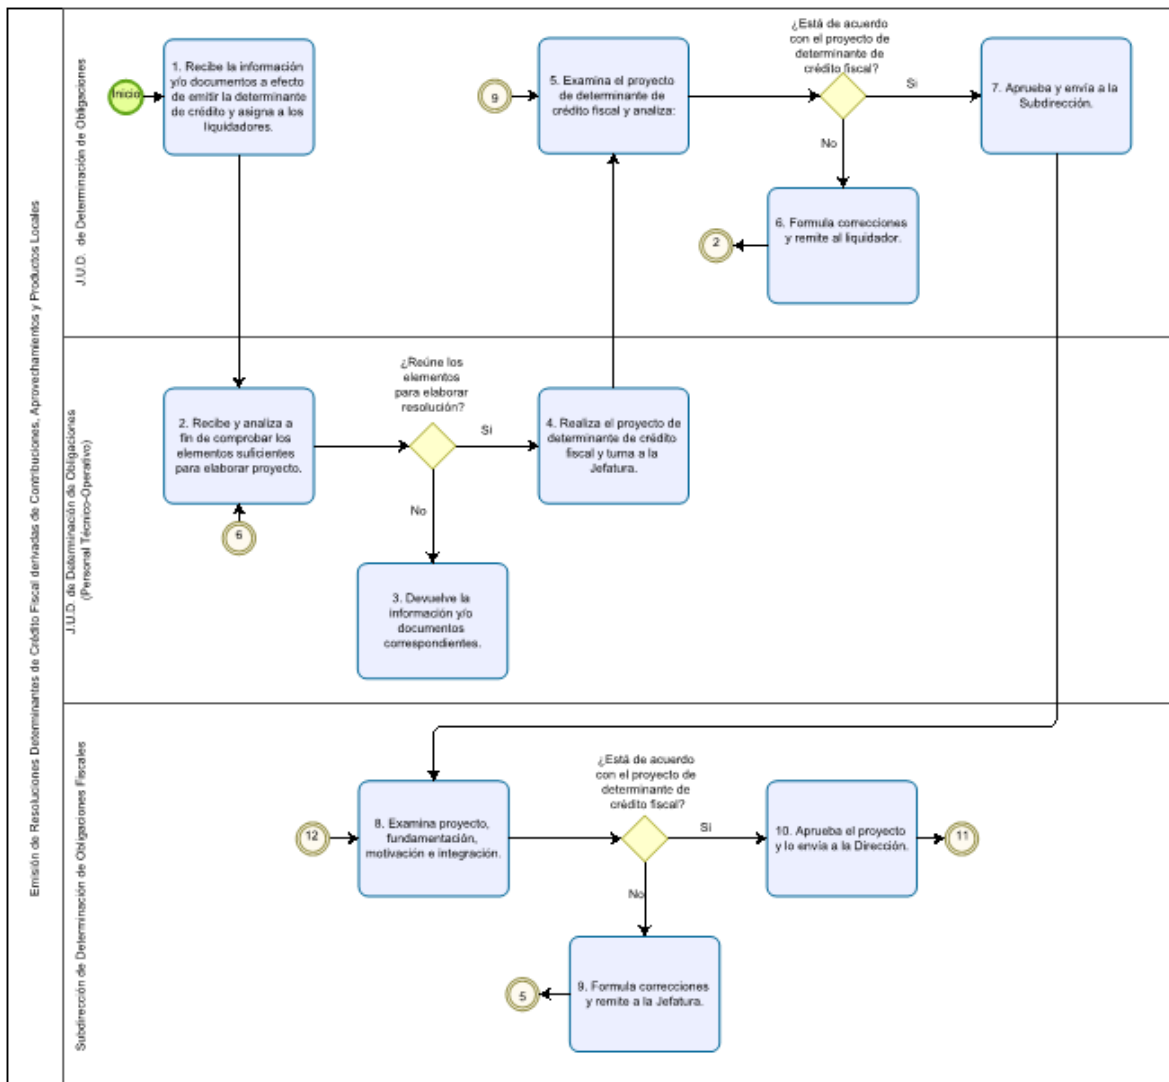 Emisión de Resoluciones Determinantes de Crédito Fiscal derivadas de Contribuciones, Aprovechamientos y Productos Locales
J.U.D. de Determinación de Obligaciones
Inicio
1. Recibe la información
y/o documentos a efecto
de emitir la determinante
de crédito y asigna a los
liquidadores.
9
5. Examina el proyecto
de determinante de
crédito fiscal y analiza:
¿Está de acuerdo
con el proyecto de
determinante de
crédito fiscal?
Si
7. Aprueba y envía a la
Subdirección.
No
6. Formula correcciones
y remite al liquidador.
2
J.U.D. de Determinación de Obligaciones
(Personal Técnico-Operativo)
2. Recibe y analiza a
fin de comprobar los
elementos suficientes
para elaborar proyecto.
6
¿Reúne los
elementos
para elaborar
resolución?
Sí
4. Realiza el proyecto de
determinante de crédito
fiscal y turna a la
Jefatura.
No
3. Devuelve la
información y/o
documentos
correspondientes.
Subdirección de Determinación de Obligaciones Fiscales
12
8. Examina proyecto,
fundamentación,
motivación e integración.
¿Está de acuerdo
con el proyecto de
determinante de
crédito fiscal?
Sí
10. Aprueba el proyecto
y lo envía a la Dirección.
11
No
9. Formula correcciones
y remite a la Jefatura.
5